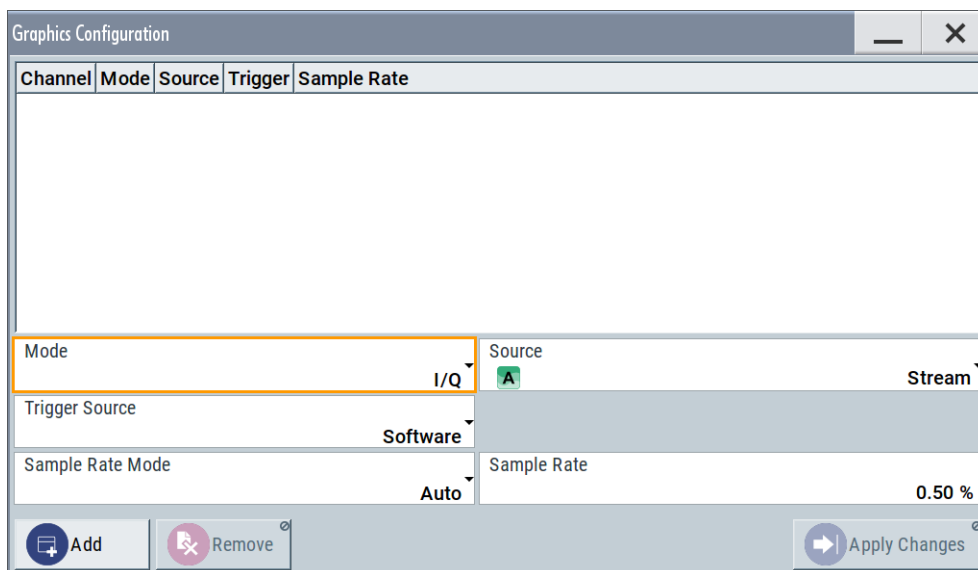 Graphics Configuration
Channel Mode Source Trigger Sample Rate
Mode
I/Q
Source
A Stream
Trigger Source
Software
Sample Rate Mode
Auto
Sample Rate
0.50 %
Add Remove Apply Changes